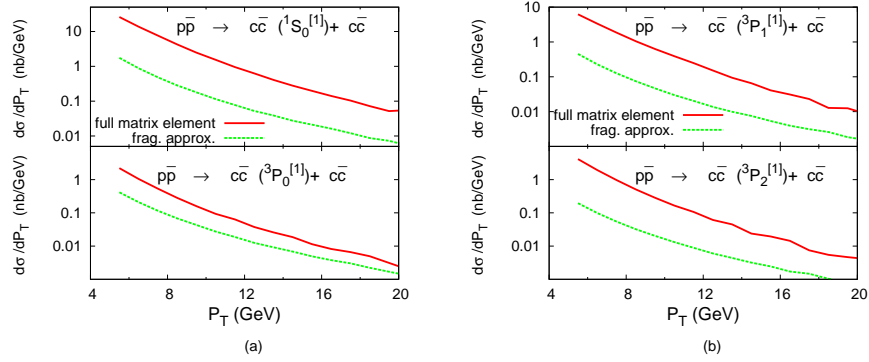 pp̅ → cc̅ (¹S₀^[1])+ cc̅
dσ/dP_T (nb/GeV)
10
1
0.1
0.01
full matrix element
frag. approx.
pp̅ → cc̅ (³P₀^[1])+ cc̅
dσ/dP_T (nb/GeV)
1
0.1
0.01
4 8 12 16 20
P_T (GeV)
(a)
pp̅ → cc̅ (³P₁^[1])+ cc̅
dσ/dP_T (nb/GeV)
10
1
0.1
0.01
full matrix element
frag. approx.
pp̅ → cc̅ (³P₂^[1])+ cc̅
dσ/dP_T (nb/GeV)
1
0.1
0.01
4 8 12 16 20
P_T (GeV)
(b)